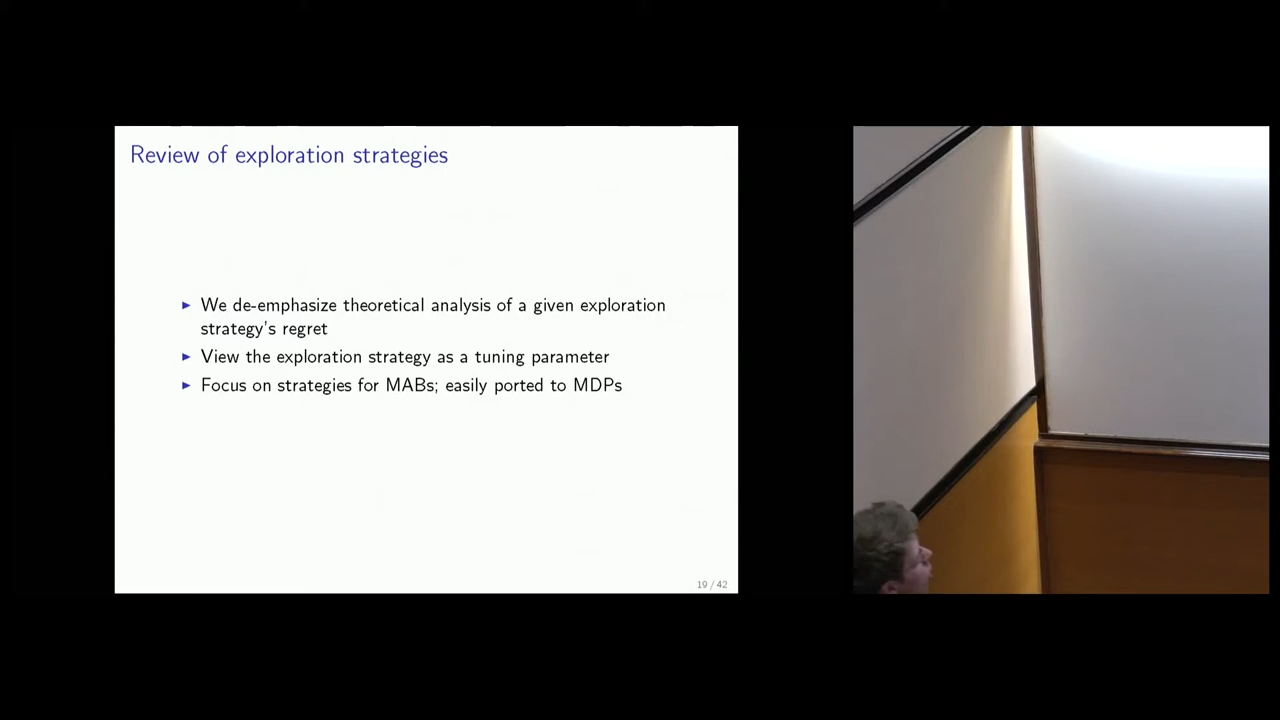 Review of exploration strategies
► We de-emphasize theoretical analysis of a given exploration
strategy's regret
► View the exploration strategy as a tuning parameter
► Focus on strategies for MABs; easily ported to MDPs
19 / 42